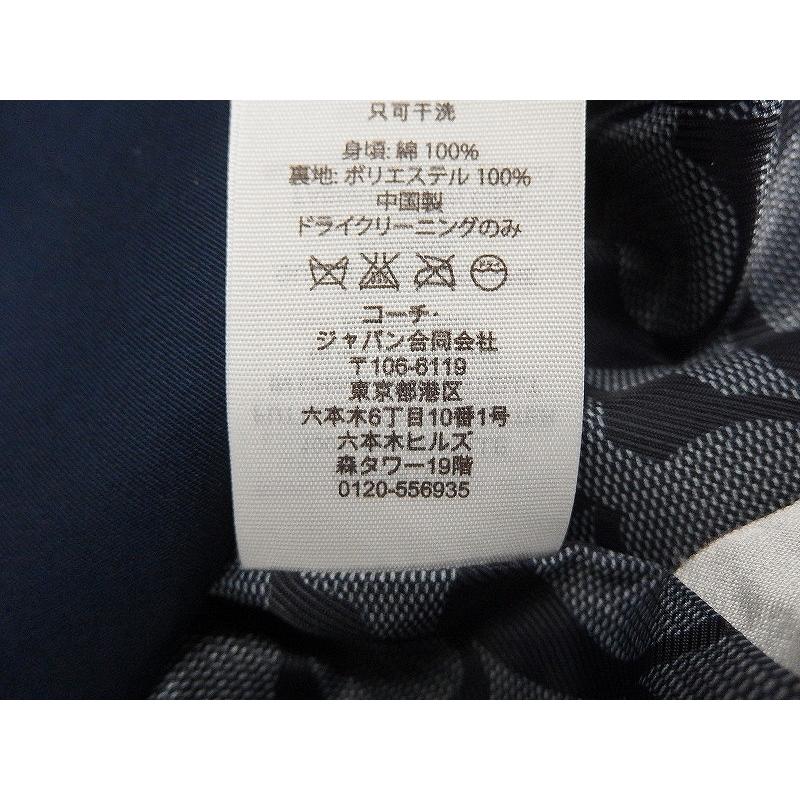 只可干洗
身頃: 綿 100%
裏地: ポリエステル 100%
中国製
ドライクリーニングのみ
コーチ・
ジャパン合同会社
〒106-6119
東京都港区
六本木6丁目10番1号
六本木ヒルズ
森タワー19階
0120-556935